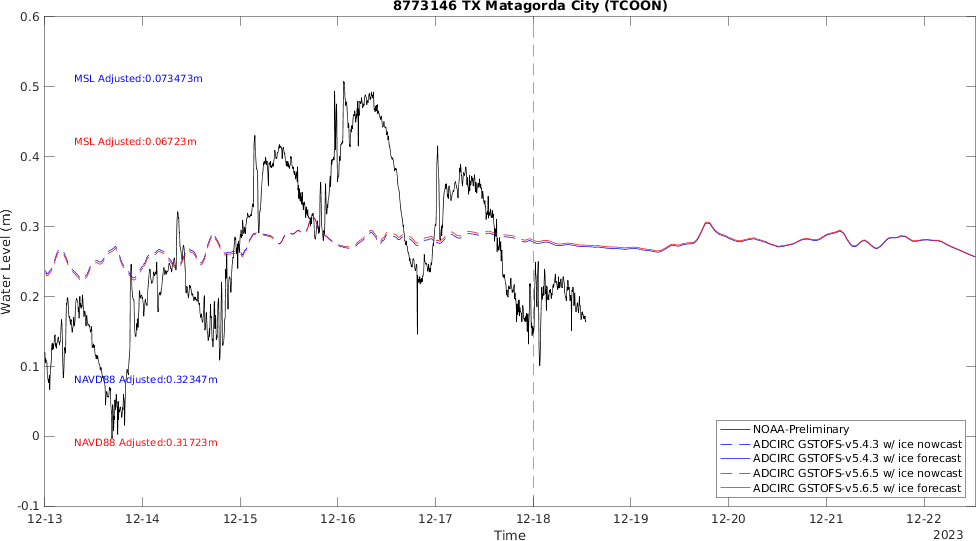 8773146 TX Matagorda City (TCOON)
0.6
0.5
0.4
0.3
0.2
0.1
0
-0.1
Water Level (m)
MSL Adjusted:0.073473m
MSL Adjusted:0.06723m
NAVD88 Adjusted:0.32347m
NAVD88 Adjusted:0.31723m
NOAA-Preliminary
ADCIRC GSTOFS-v5.4.3 w/ ice nowcast
ADCIRC GSTOFS-v5.4.3 w/ ice forecast
ADCIRC GSTOFS-v5.6.5 w/ ice nowcast
ADCIRC GSTOFS-v5.6.5 w/ ice forecast
12-13 12-14 12-15 12-16 12-17 12-18 12-19 12-20 12-21 12-22
Time
2023